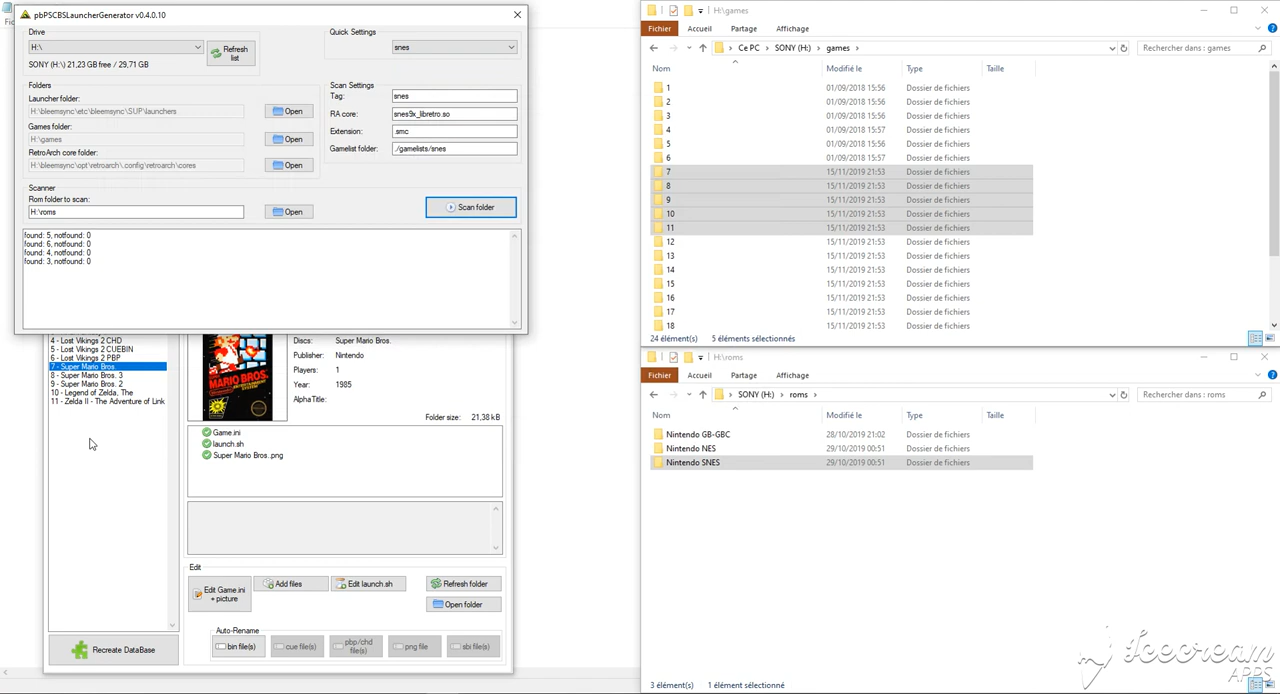 pbPSCBSLauncherGenerator v0.4.0.10
Drive
H:\
Refresh list
SONY (H:\) 21,23 GB free / 29,71 GB
Quick Settings
snes
Folders
Launcher folder:
H:\bleemsync\etc\bleemsync\SUP\launchers
Open
Games folder:
H:\games
Open
RetroArch core folder:
H:\bleemsync\opt\retroarch\.config\retroarch\cores
Open
Scan Settings
Tag:
snes
RA core:
snes9x_libretro.so
Extension:
.smc
Gamelist folder:
./gamelists/snes
Scanner
Rom folder to scan:
H:\roms
Open
Scan folder
found: 5, notfound: 0
found: 6, notfound: 0
found: 4, notfound: 0
found: 3, notfound: 0
4 - Lost Vikings 2 CHD
5 - Lost Vikings 2 CUEBIN
6 - Lost Vikings 2 PBP
7 - Super Mario Bros.
8 - Super Mario Bros. 3
9 - Super Mario Bros. 2
10 - Legend of Zelda, The
11 - Zelda II - The Adventure of Link
Recreate DataBase
MARIO BROS.
Discs: Super Mario Bros.
Publisher: Nintendo
Players: 1
Year: 1985
AlphaTitle:
Folder size: 21,38 kB
Game.ini
launch.sh
Super Mario Bros..png
Edit
Edit Game.ini + picture
Add files
Edit launch.sh
Refresh folder
Open folder
Auto-Rename
bin file(s)
cue file(s)
pbp/chd file(s)
png file
sbi file(s)
H:\games
Fichier Accueil Partage Affichage
Ce PC > SONY (H:) > games >
Rechercher dans : games
Nom Modifié le Type Taille
1 01/09/2018 15:56 Dossier de fichiers
2 01/09/2018 15:56 Dossier de fichiers
3 01/09/2018 15:56 Dossier de fichiers
4 01/09/2018 15:57 Dossier de fichiers
5 01/09/2018 15:56 Dossier de fichiers
6 01/09/2018 15:57 Dossier de fichiers
7 15/11/2019 21:53 Dossier de fichiers
8 15/11/2019 21:53 Dossier de fichiers
9 15/11/2019 21:53 Dossier de fichiers
10 15/11/2019 21:53 Dossier de fichiers
11 15/11/2019 21:53 Dossier de fichiers
12 15/11/2019 21:53 Dossier de fichiers
13 15/11/2019 21:53 Dossier de fichiers
14 15/11/2019 21:53 Dossier de fichiers
15 15/11/2019 21:53 Dossier de fichiers
16 15/11/2019 21:53 Dossier de fichiers
17 15/11/2019 21:53 Dossier de fichiers
18 15/11/2019 21:53 Dossier de fichiers
24 élément(s) 5 éléments sélectionnés
H:\roms
Fichier Accueil Partage Affichage
SONY (H:) > roms >
Rechercher dans : roms
Nom Modifié le Type Taille
Nintendo GB-GBC 28/10/2019 21:02 Dossier de fichiers
Nintendo NES 29/10/2019 00:51 Dossier de fichiers
Nintendo SNES 29/10/2019 00:51 Dossier de fichiers
3 élément(s) 1 élément sélectionné
Icecream
APPS